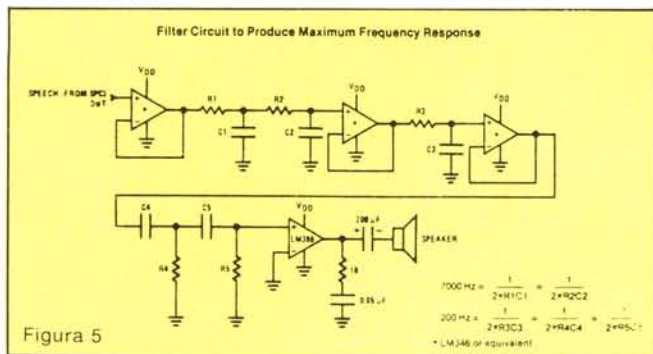 Filter Circuit to Produce Maximum Frequency Response
VDD
SPEECH (FROM SPC)
R1
R2
VDD
R3
VDD
C1
C2
C3
C4
C5
VDD
200 µF
LM386
SPEAKER
R4
R5
10
0.05 µF
7000 Hz = 1/2πR1C1 = 1/2πR2C2
200 Hz = 1/2πR3C3 = 1/2πR4C4 = 1/2πR5C5
* LM346 or equivalent
Figura 5